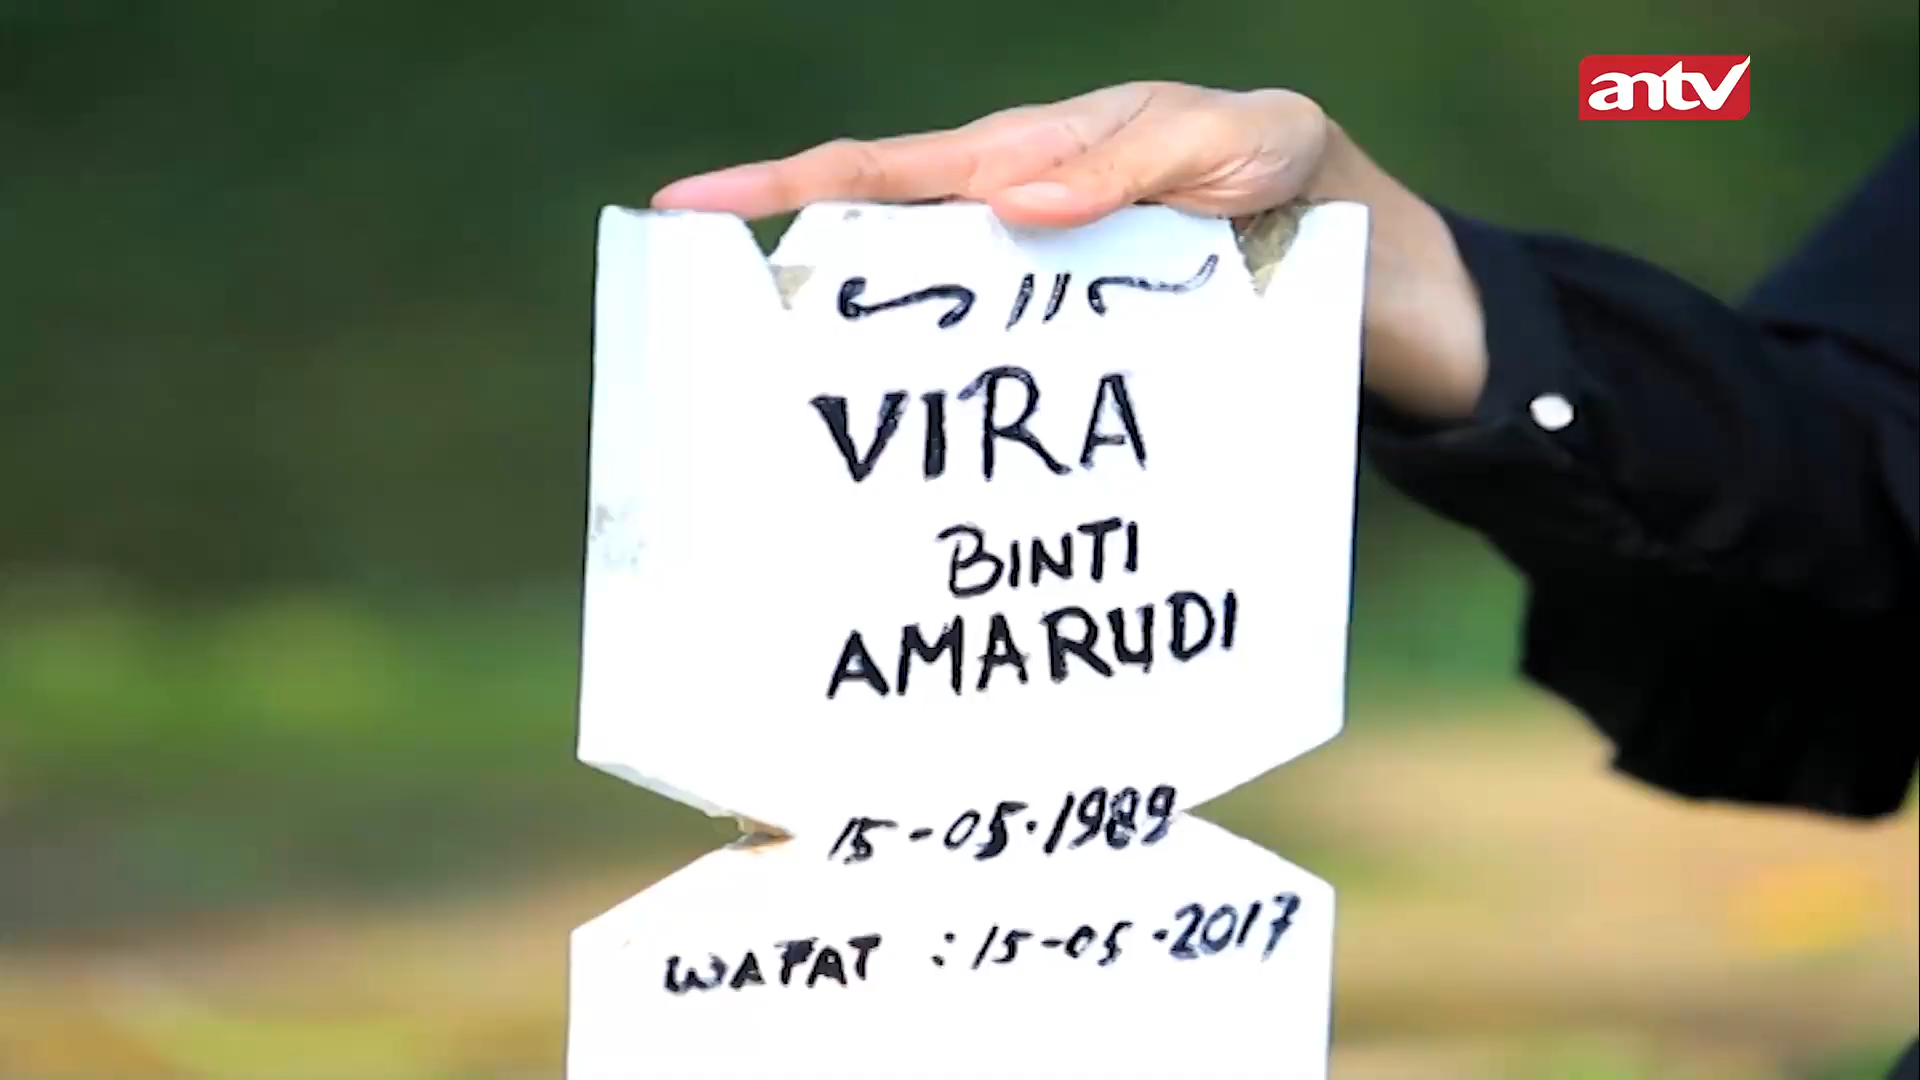 antv
VIRA
BINTI
AMARUDI
15-05-1989
WAFAT : 15-05-2017